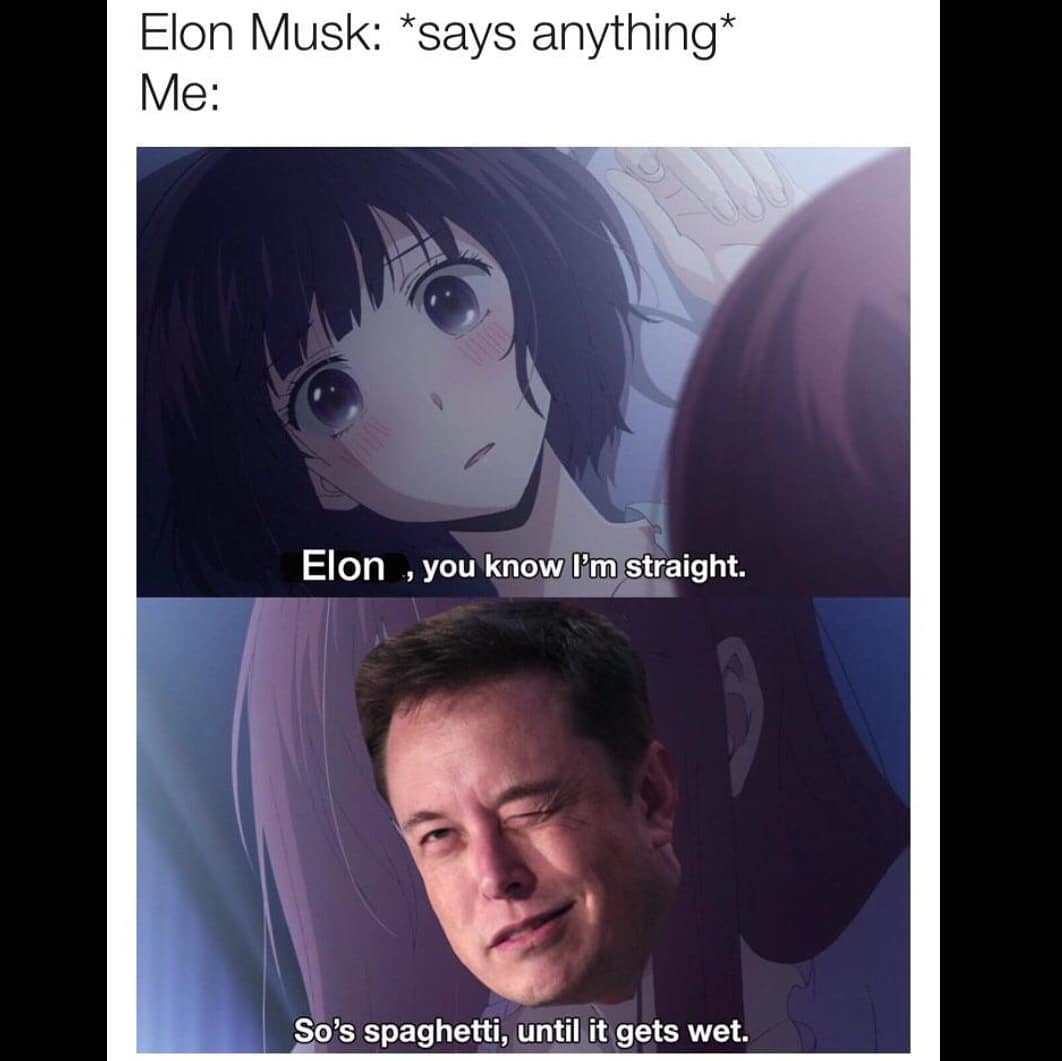 Elon Musk: *says anything*
Me:
Elon , you know I'm straight.
So's spaghetti, until it gets wet.